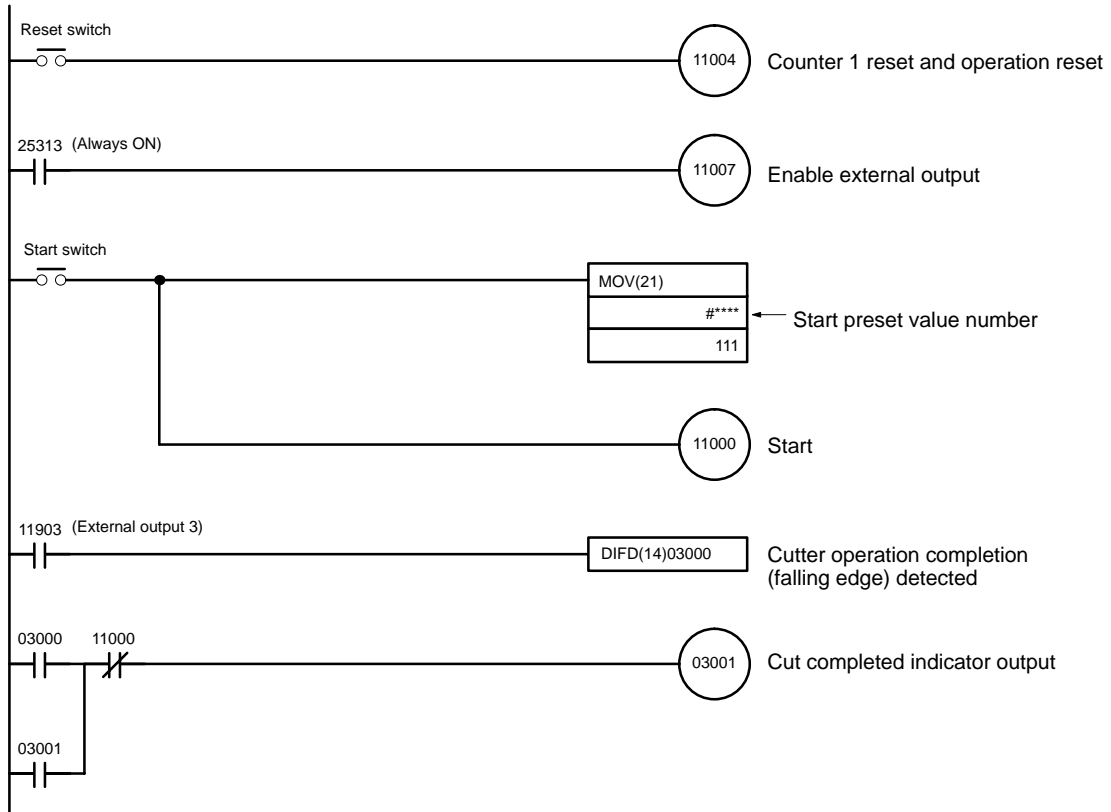 Reset switch
11004
Counter 1 reset and operation reset
25313 (Always ON)
11007
Enable external output
Start switch
MOV(21)
#****
Start preset value number
111
11000
Start
11903 (External output 3)
DIFD(14)03000
Cutter operation completion
(falling edge) detected
03000
11000
03001
Cut completed indicator output
03001